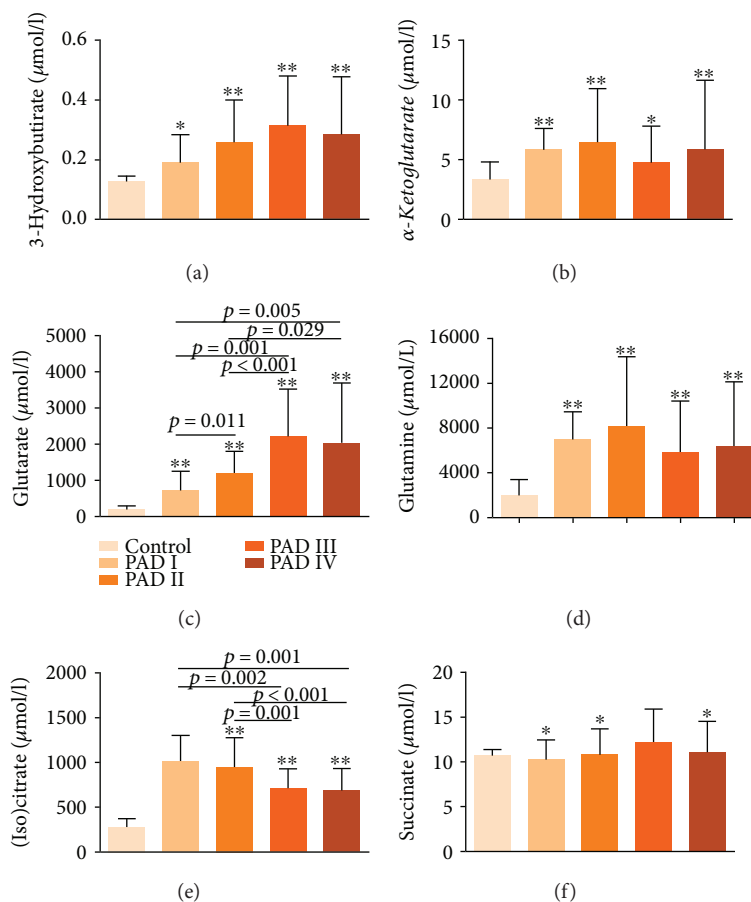 3-Hydroxybutirate (μmol/l)
0.6
0.4
0.2
0.0
*
**
**
**
(a)
α-Ketoglutarate (μmol/l)
15
10
5
0
**
**
*
**
(b)
Glutarate (μmol/l)
5000
4000
3000
2000
1000
0
p = 0.005
p = 0.029
p = 0.001
p < 0.001
p = 0.011
**
**
**
**
Control
PAD I
PAD II
PAD III
PAD IV
(c)
Glutamine (μmol/L)
16000
12000
8000
4000
0
**
**
**
**
(d)
(Iso)citrate (μmol/l)
2000
1500
1000
500
0
p = 0.001
p = 0.002
p < 0.001
p = 0.001
**
**
**
(e)
Succinate (μmol/l)
20
15
10
5
0
*
*
*
(f)